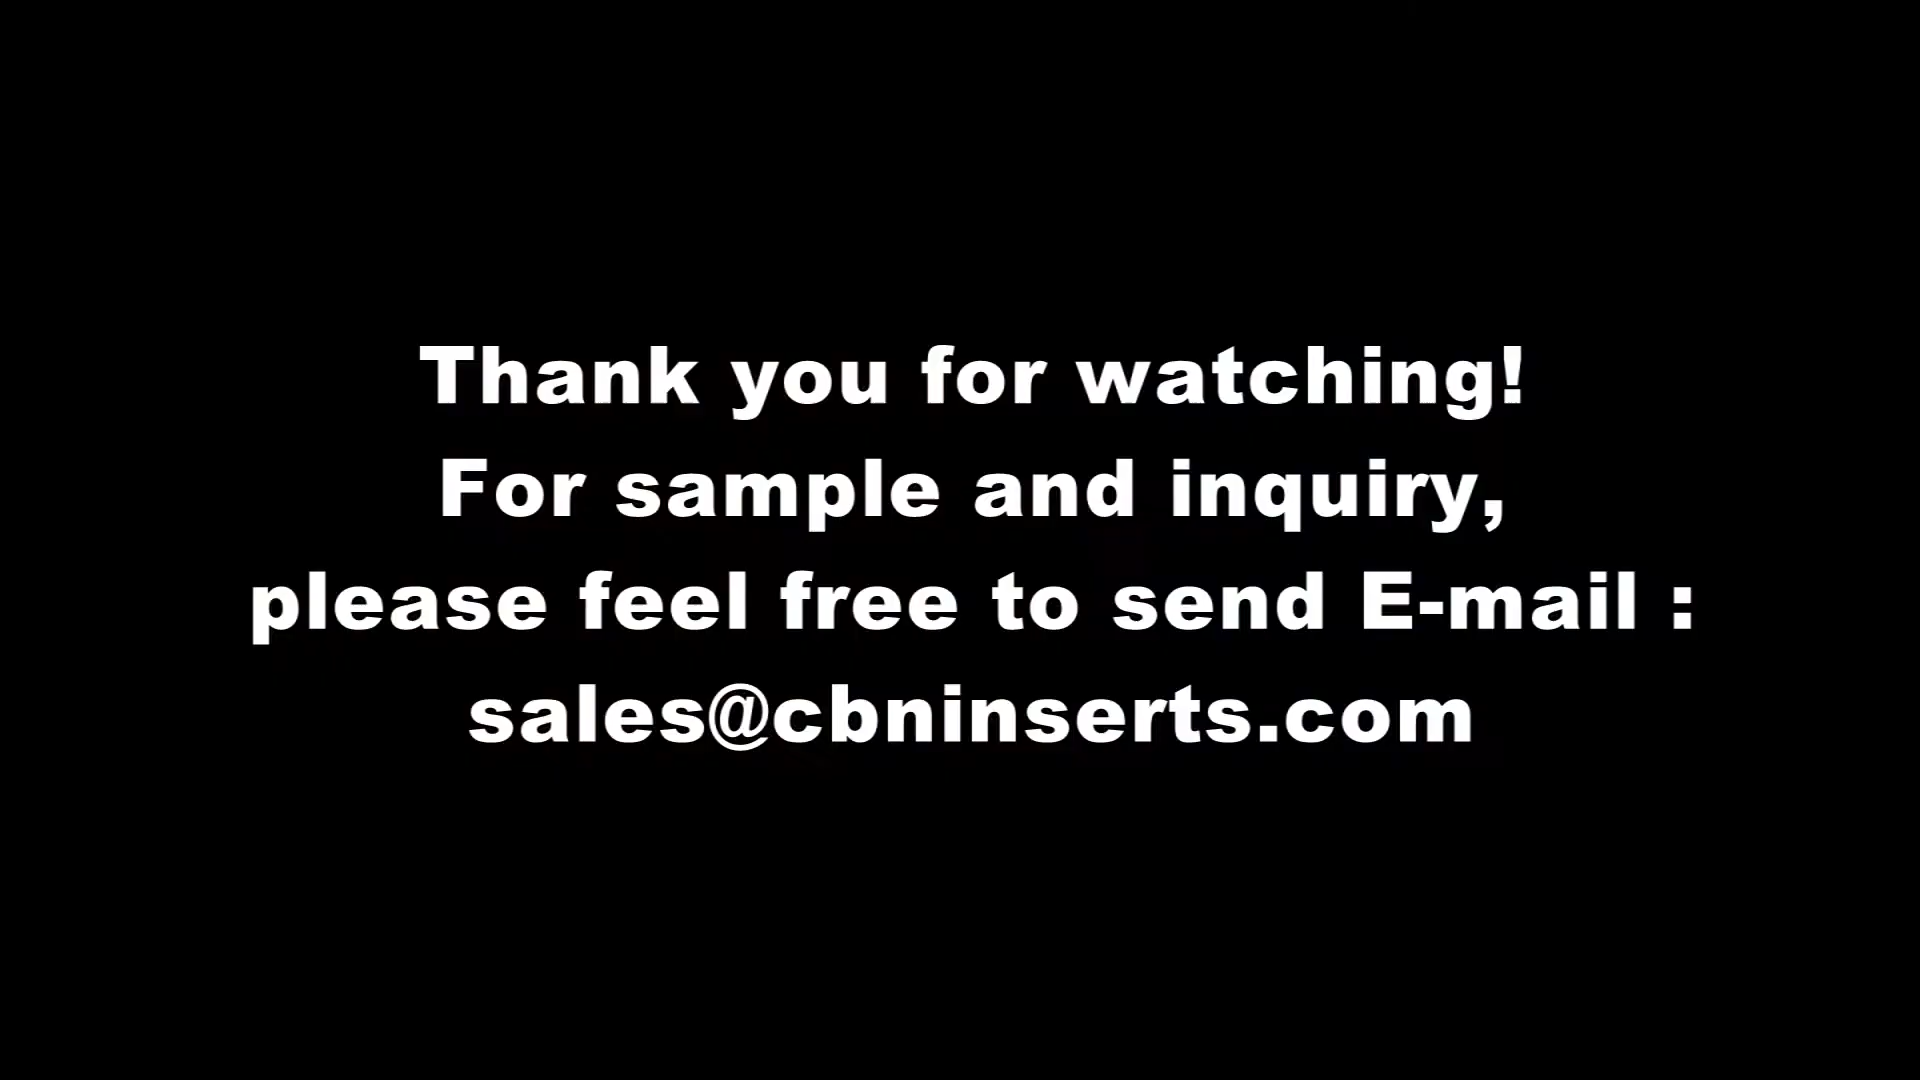 Thank you for watching!
For sample and inquiry,
please feel free to send E-mail :
sales@cbninserts.com